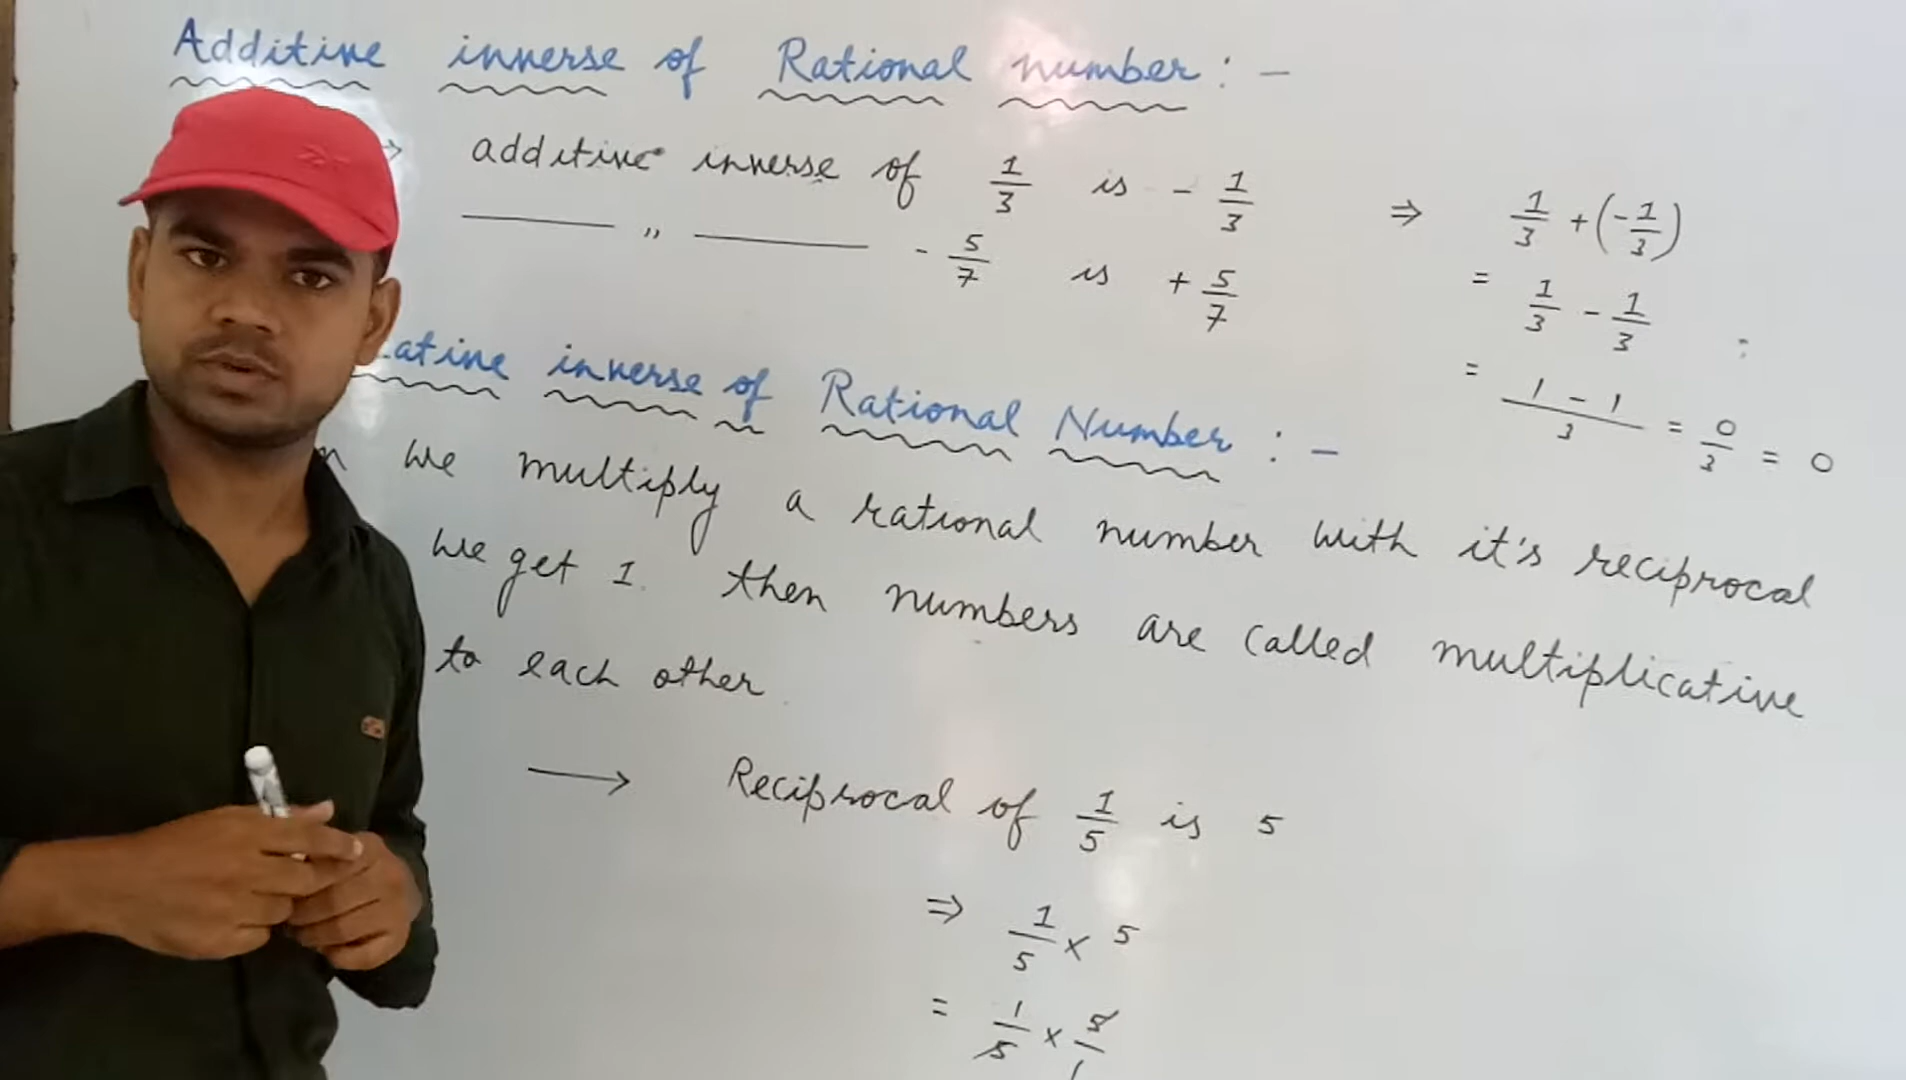 Additive inverse of Rational number : -
→ additive inverse of 1/3 is - 1/3 ⇒ 1/3 + (-1/3)
—— ,, —— - 5/7 is + 5/7 = 1/3 - 1/3
= 1 - 1/3 = 0/3 = 0
cative inverse of Rational Number : -
n we multiply a rational number with it's reciprocal
we get 1. then numbers are called multiplicative
to each other.
→ Reciprocal of 1/5 is 5
⇒ 1/5 × 5
= 1/5 × 5/1